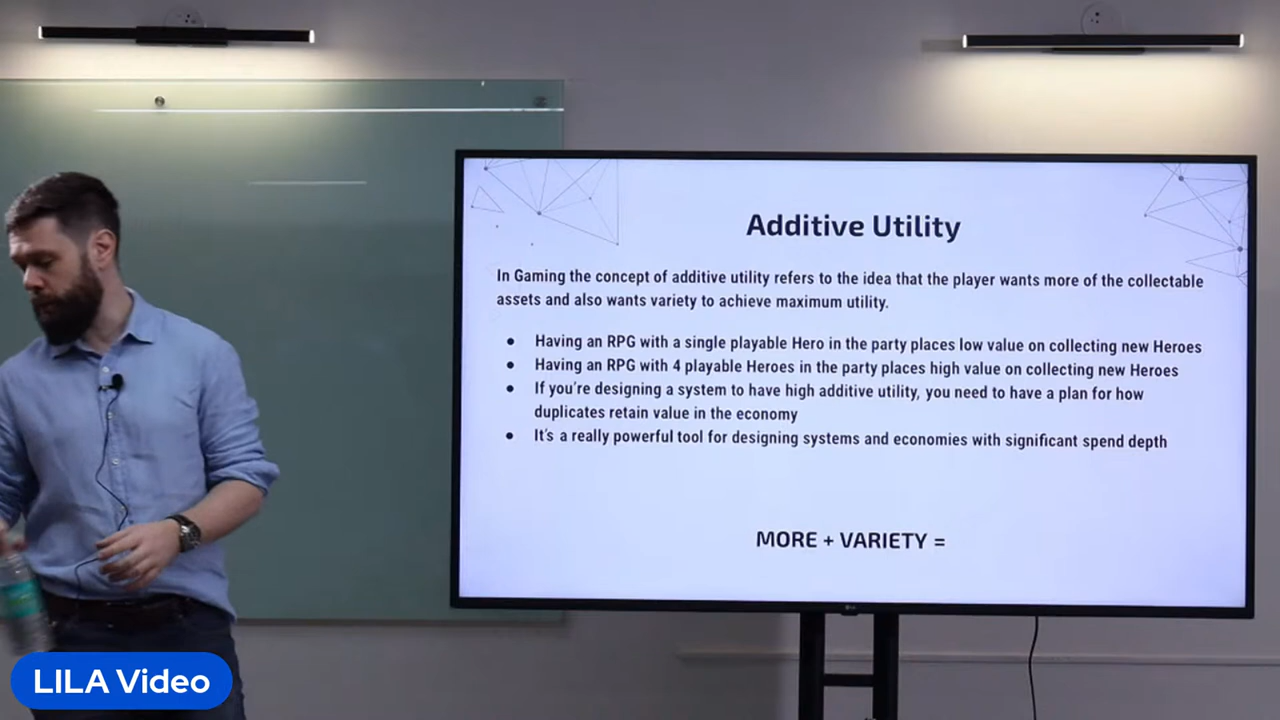 Additive Utility
In Gaming the concept of additive utility refers to the idea that the player wants more of the collectable
assets and also wants variety to achieve maximum utility.
● Having an RPG with a single playable Hero in the party places low value on collecting new Heroes
● Having an RPG with 4 playable Heroes in the party places high value on collecting new Heroes
● If you're designing a system to have high additive utility, you need to have a plan for how
duplicates retain value in the economy
● It's a really powerful tool for designing systems and economies with significant spend depth
MORE + VARIETY =
LG
LILA Video